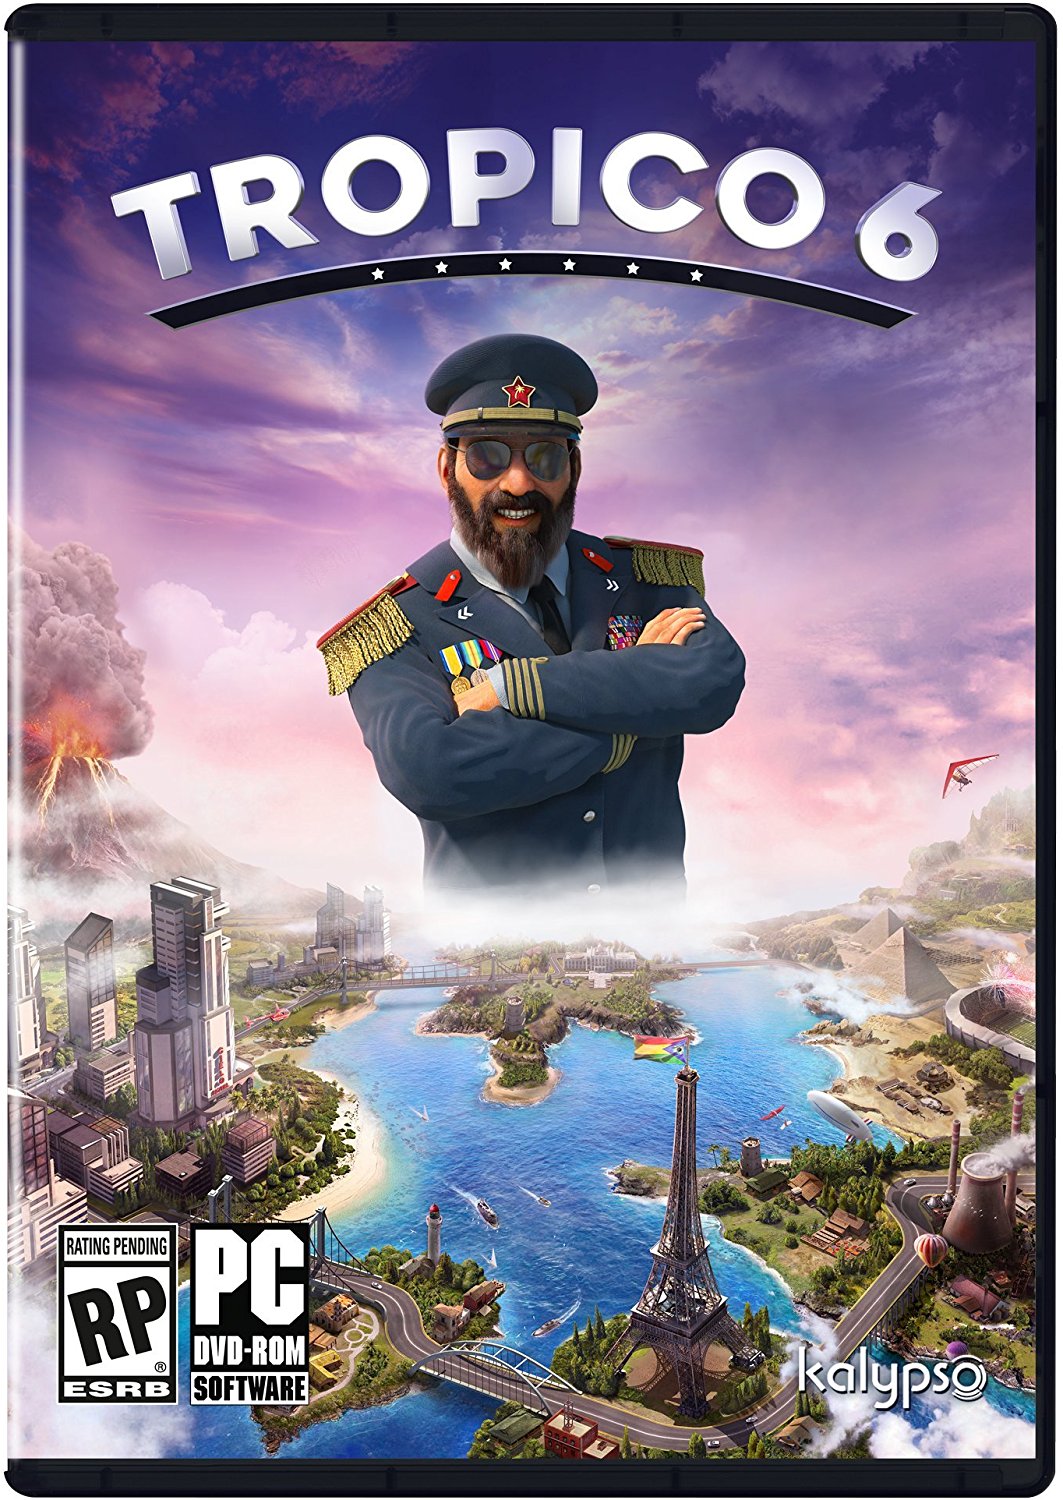 TROPICO 6
RATING PENDING
RP
®
ESRB
PC
DVD-ROM
SOFTWARE
kalypso